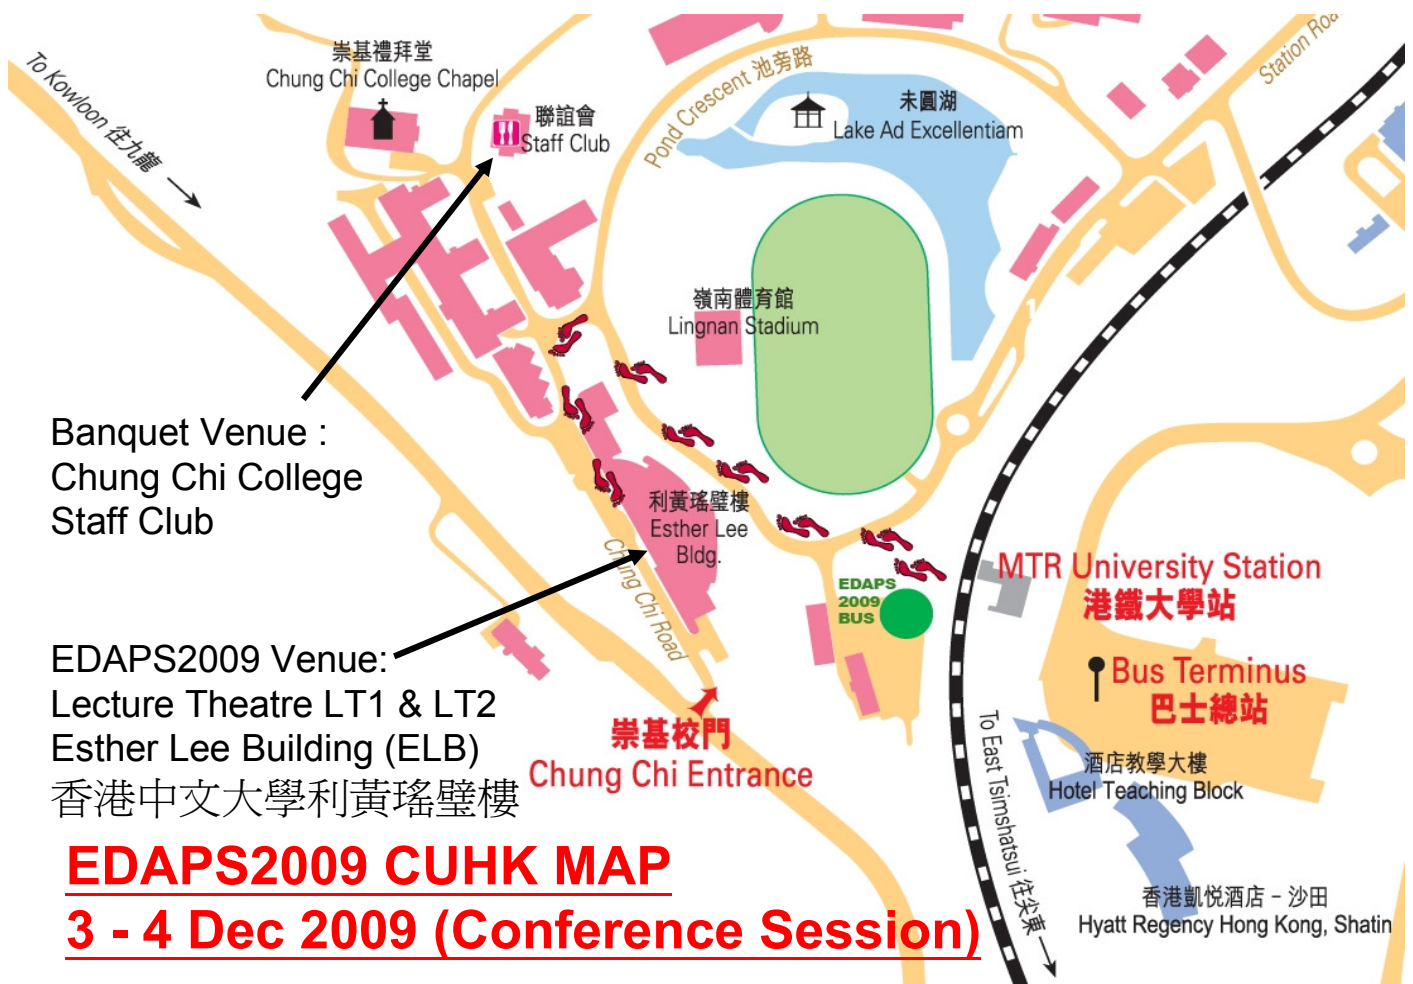 To Kowloon 往九龍
崇基禮拜堂
Chung Chi College Chapel
聯誼會
Staff Club
Pond Crescent 池旁路
未圓湖
Lake Ad Excellentiam
Station Road
嶺南體育館
Lingnan Stadium
1
Banquet Venue :
Chung Chi College
Staff Club
利黃瑤璧樓
Esther Lee
Bldg.
Chung Chi Road
EDAPS
2009
BUS
MTR University Station
港鐵大學站
Bus Terminus
巴士總站
EDAPS2009 Venue:
Lecture Theatre LT1 & LT2
Esther Lee Building (ELB)
香港中文大學利黃瑤璧樓
崇基校門
Chung Chi Entrance
To East Tsimshatsui 往尖東
酒店教學大樓
Hotel Teaching Block
香港凱悦酒店 - 沙田
Hyatt Regency Hong Kong, Shatin
EDAPS2009 CUHK MAP
3 - 4 Dec 2009 (Conference Session)